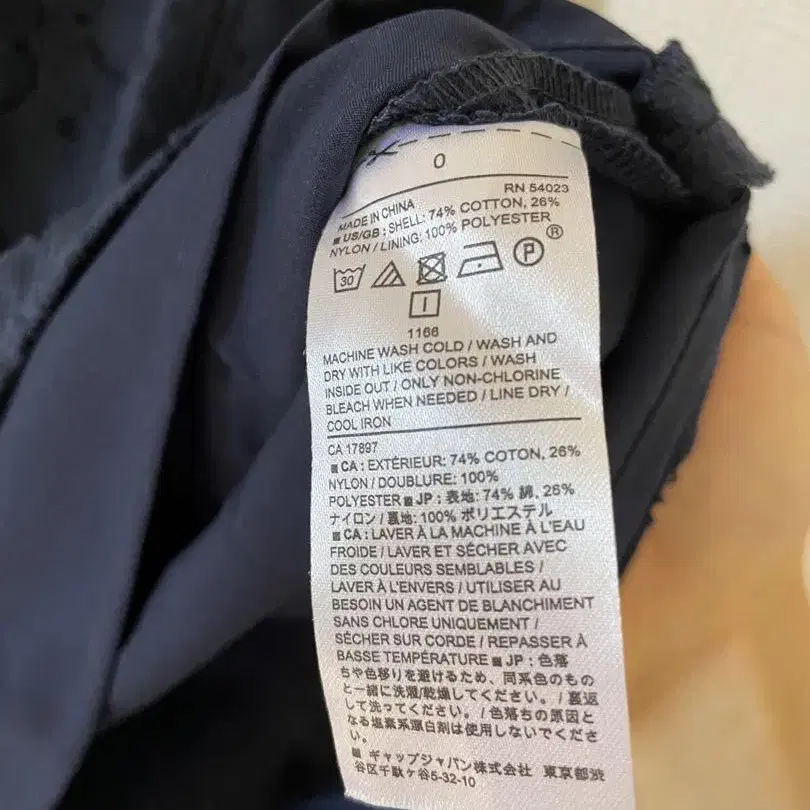 0
RN 54023
MADE IN CHINA
■ US/GB : SHELL: 74% COTTON, 26%
NYLON / LINING: 100% POLYESTER
30 P ®
1166
MACHINE WASH COLD / WASH AND
DRY WITH LIKE COLORS / WASH
INSIDE OUT / ONLY NON-CHLORINE
BLEACH WHEN NEEDED / LINE DRY /
COOL IRON
CA 17897
■ CA : EXTÉRIEUR: 74% COTON, 26%
NYLON / DOUBLURE: 100%
POLYESTER ■ JP : 表地: 74% 綿, 26%
ナイロン / 裏地: 100% ポリエステル
■ CA : LAVER À LA MACHINE À L'EAU
FROIDE / LAVER ET SÉCHER AVEC
DES COULEURS SEMBLABLES /
LAVER À L'ENVERS / UTILISER AU
BESOIN UN AGENT DE BLANCHIMENT
SANS CHLORE UNIQUEMENT /
SÉCHER SUR CORDE / REPASSER À
BASSE TEMPÉRATURE ■ JP : 色落
ちや色移りを避けるため、同系色のもの
と一緒に洗濯/乾燥してください。 / 裏返
して洗ってください。 / 色落ちの原因と
なる塩素系漂白剤は使用しないでくださ
い。
■ ギャップジャパン株式会社 東京都渋
谷区千駄ヶ谷5-32-10